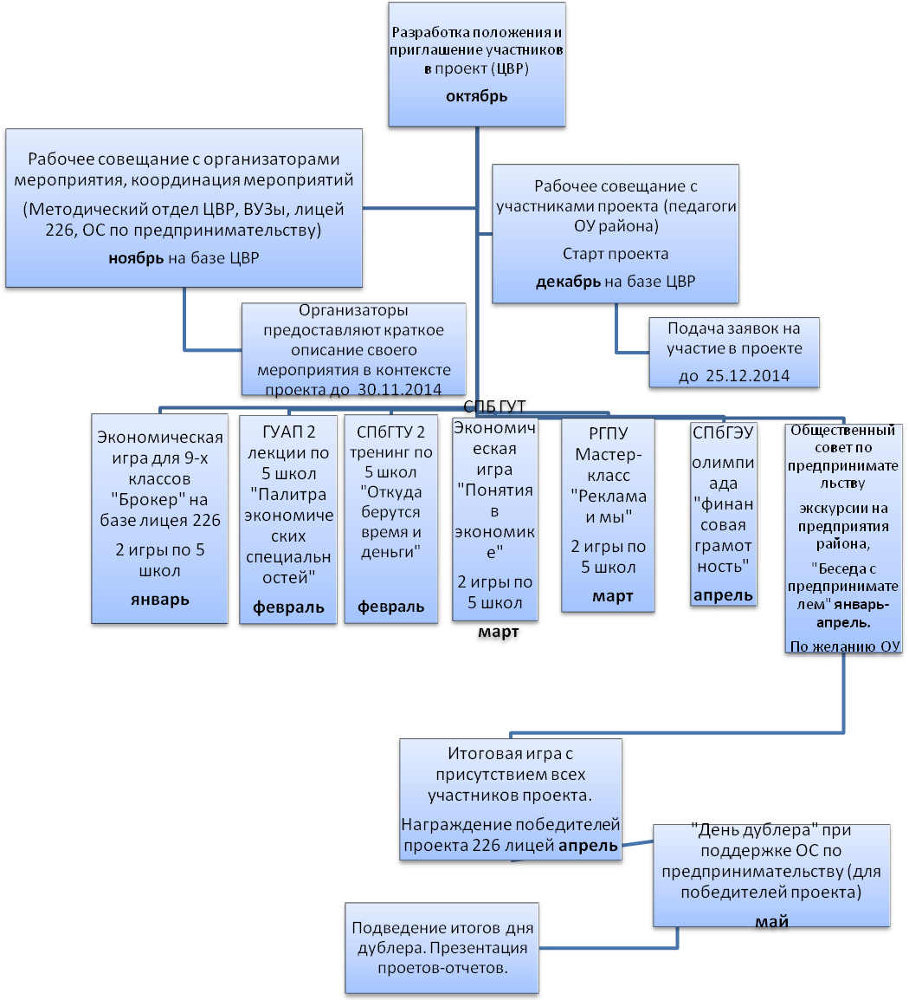 Разработка положения и
приглашение участников
в проект (ЦВР)
октябрь
Рабочее совещание с организаторами
мероприятия, координация мероприятий
(Методический отдел ЦВР, ВУЗы, лицей
226, ОС по предпринимательству)
ноябрь на базе ЦВР
Рабочее совещание с
участниками проекта (педагоги
ОУ района)
Старт проекта
декабрь на базе ЦВР
Организаторы
предоставляют краткое
описание своего
мероприятия в контексте
проекта до 30.11.2014
Подача заявок на
участие в проекте
до 25.12.2014
Экономическая
игра для 9-х
классов
"Брокер" на
базе лицея 226
2 игры по 5
школ
январь
ГУАП 2
лекции по
5 школ
"Палитра
экономиче
ских
специальн
остей"
февраль
СПбГТУ 2
тренинг по
5 школ
"Откуда
берутся
время и
деньги"
февраль
СПБ ГУТ
Экономич
еская
игра
"Понятия
в
экономик
е"
2 игры по
5 школ
март
РГПУ
Мастер-
класс
"Реклама
и мы"
2 игры по
5 школ
март
СПбГЭУ
олимпи
ада
"финан
совая
грамот
ность"
апрель
Общественный
совет по
предпринимате
льству
экскурсии на
предприятия
района,
"Беседа с
предпринимате
лем" январь-
апрель.
По желанию ОУ
Итоговая игра с
присутствием всех
участников проекта.
Награждение победителей
проекта 226 лицей апрель
"День дублера" при
поддержке ОС по
предпринимательству (для
победителей проекта)
май
Подведение итогов дня
дублера. Презентация
проетов-отчетов.